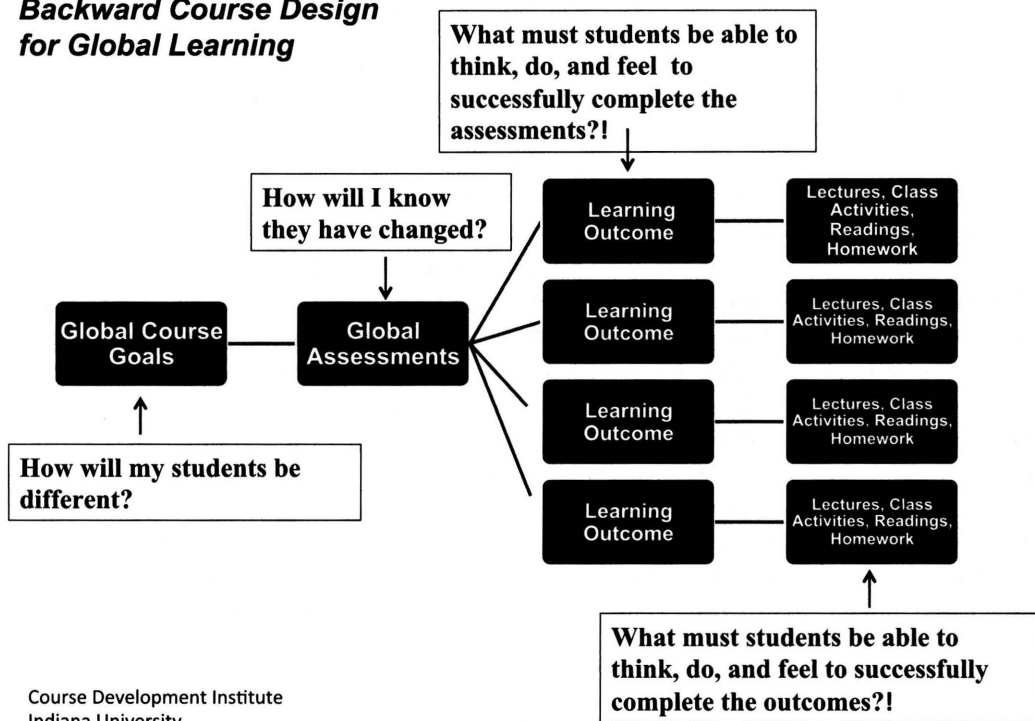 Backward Course Design
for Global Learning
What must students be able to
think, do, and feel to
successfully complete the
assessments?!
How will I know
they have changed?
Learning
Outcome
Lectures, Class
Activities,
Readings,
Homework
Global Course
Goals
Global
Assessments
Learning
Outcome
Lectures, Class
Activities, Readings,
Homework
Learning
Outcome
Lectures, Class
Activities, Readings,
Homework
How will my students be
different?
Learning
Outcome
Lectures, Class
Activities, Readings,
Homework
What must students be able to
think, do, and feel to successfully
complete the outcomes?!
Course Development Institute
Indiana University